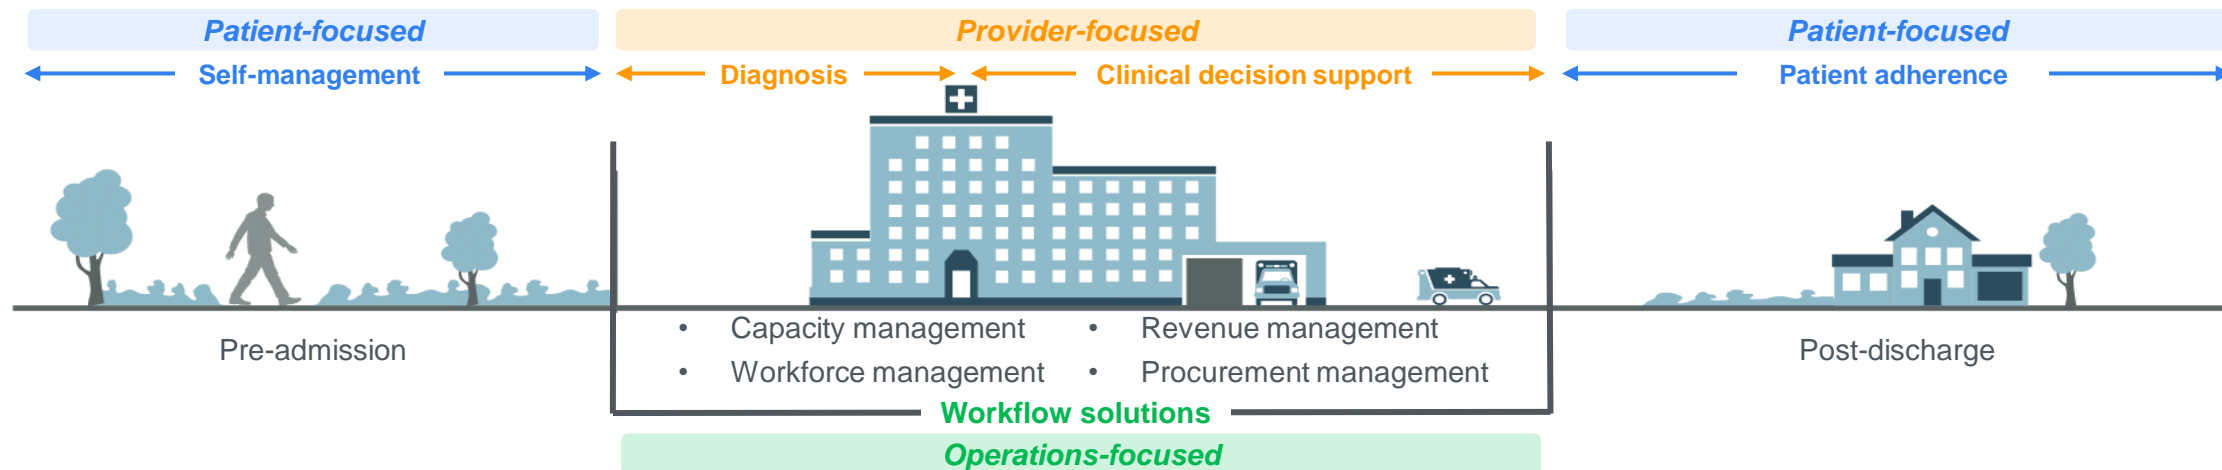 Patient-focused
Provider-focused
Patient-focused
Self-management
Diagnosis
Clinical decision support
Patient adherence
• Capacity management
• Revenue management
Pre-admission
Post-discharge
• Workforce management
• Procurement management
Workflow solutions
Operations-focused